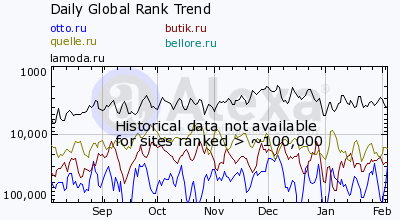 Daily Global Rank Trend
otto.ru butik.ru
quelle.ru bellore.ru
lamoda.ru
1000
@ Alexa®
Historical data not available
for sites ranked > ~100,000
10,000
100,000
Sep Oct Nov Dec Jan Feb